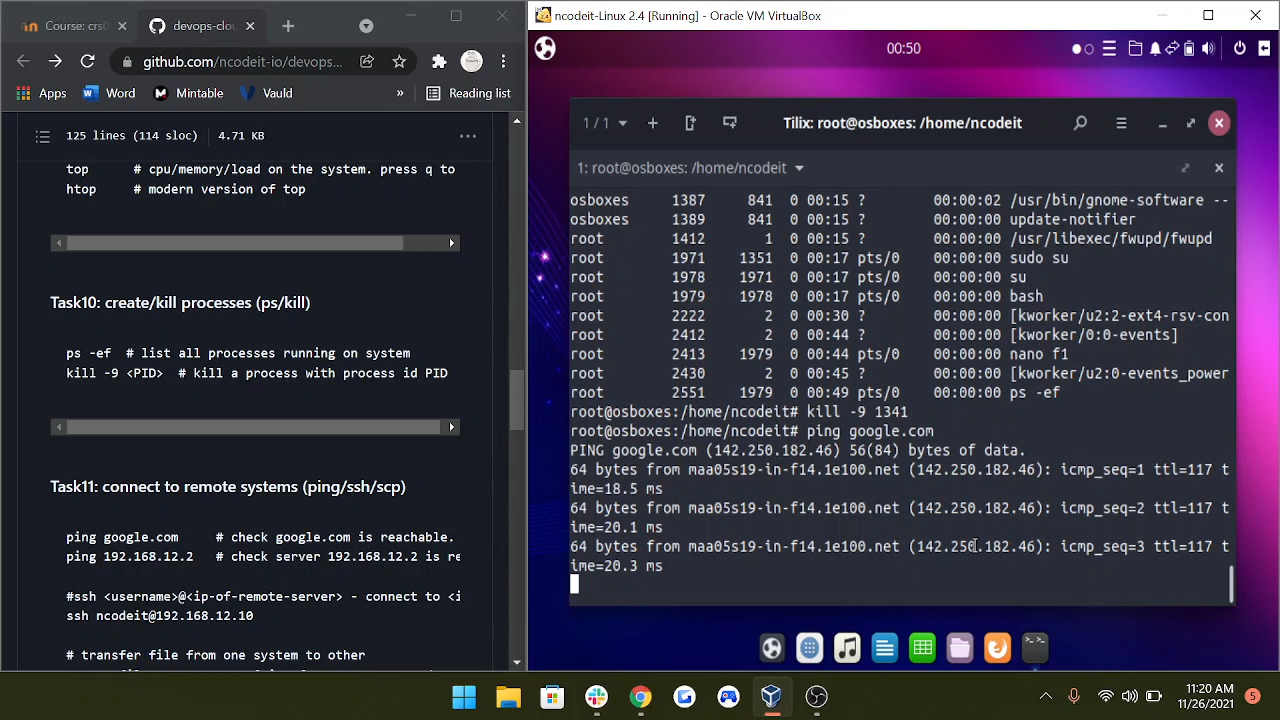 Course: crs0
devops-clou
github.com/ncodeit-io/devops...
Apps
Word
Mintable
Vauld
»
Reading list
125 lines (114 sloc)
4.71 KB
top # cpu/memory/load on the system. press q to
htop # modern version of top
Task10: create/kill processes (ps/kill)
ps -ef # list all processes running on system
kill -9 <PID> # kill a process with process id PID
Task11: connect to remote systems (ping/ssh/scp)
ping google.com # check google.com is reachable.
ping 192.168.12.2 # check server 192.168.12.2 is re
#ssh <username>@<ip-of-remote-server> - connect to <i
ssh ncodeit@192.168.12.10
# transfer file from one system to other
ncodeit-Linux 2.4 [Running] - Oracle VM VirtualBox
00:50
1 / 1
Tilix: root@osboxes: /home/ncodeit
1: root@osboxes: /home/ncodeit
osboxes 1387 841 0 00:15 ? 00:00:02 /usr/bin/gnome-software --
osboxes 1389 841 0 00:15 ? 00:00:00 update-notifier
root 1412 1 0 00:15 ? 00:00:00 /usr/libexec/fwupd/fwupd
root 1971 1351 0 00:17 pts/0 00:00:00 sudo su
root 1978 1971 0 00:17 pts/0 00:00:00 su
root 1979 1978 0 00:17 pts/0 00:00:00 bash
root 2222 2 0 00:30 ? 00:00:00 [kworker/u2:2-ext4-rsv-con
root 2412 2 0 00:44 ? 00:00:00 [kworker/0:0-events]
root 2413 1979 0 00:44 pts/0 00:00:00 nano f1
root 2430 2 0 00:45 ? 00:00:00 [kworker/u2:0-events_power
root 2551 1979 0 00:49 pts/0 00:00:00 ps -ef
root@osboxes:/home/ncodeit# kill -9 1341
root@osboxes:/home/ncodeit# ping google.com
PING google.com (142.250.182.46) 56(84) bytes of data.
64 bytes from maa05s19-in-f14.1e100.net (142.250.182.46): icmp_seq=1 ttl=117 t
ime=18.5 ms
64 bytes from maa05s19-in-f14.1e100.net (142.250.182.46): icmp_seq=2 ttl=117 t
ime=20.1 ms
64 bytes from maa05s19-in-f14.1e100.net (142.250.182.46): icmp_seq=3 ttl=117 t
ime=20.3 ms
11:20 AM
11/26/2021
5